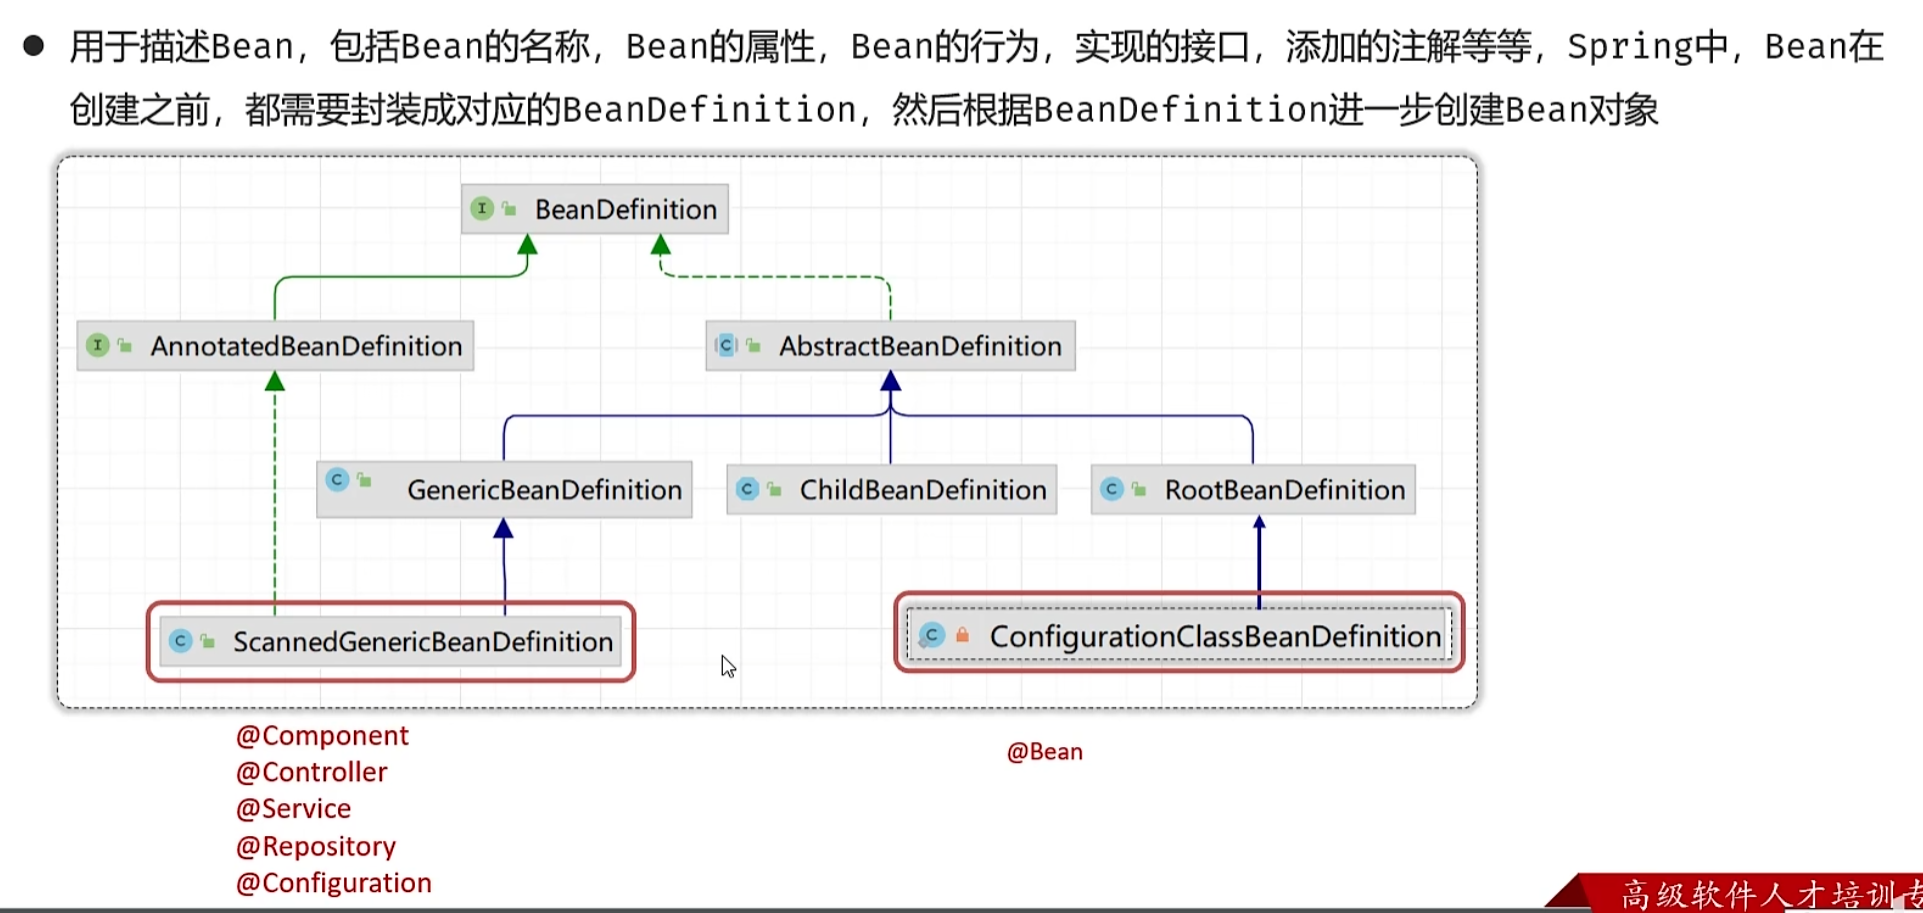 ● 用于描述Bean，包括Bean的名称，Bean的属性，Bean的行为，实现的接口，添加的注解等等，Spring中，Bean在
创建之前，都需要封装成对应的BeanDefinition，然后根据BeanDefinition进一步创建Bean对象
I BeanDefinition
I AnnotatedBeanDefinition
C AbstractBeanDefinition
C GenericBeanDefinition
C ChildBeanDefinition
C RootBeanDefinition
C ScannedGenericBeanDefinition
C ConfigurationClassBeanDefinition
@Component
@Controller
@Service
@Repository
@Configuration
@Bean
高级软件人才培训专